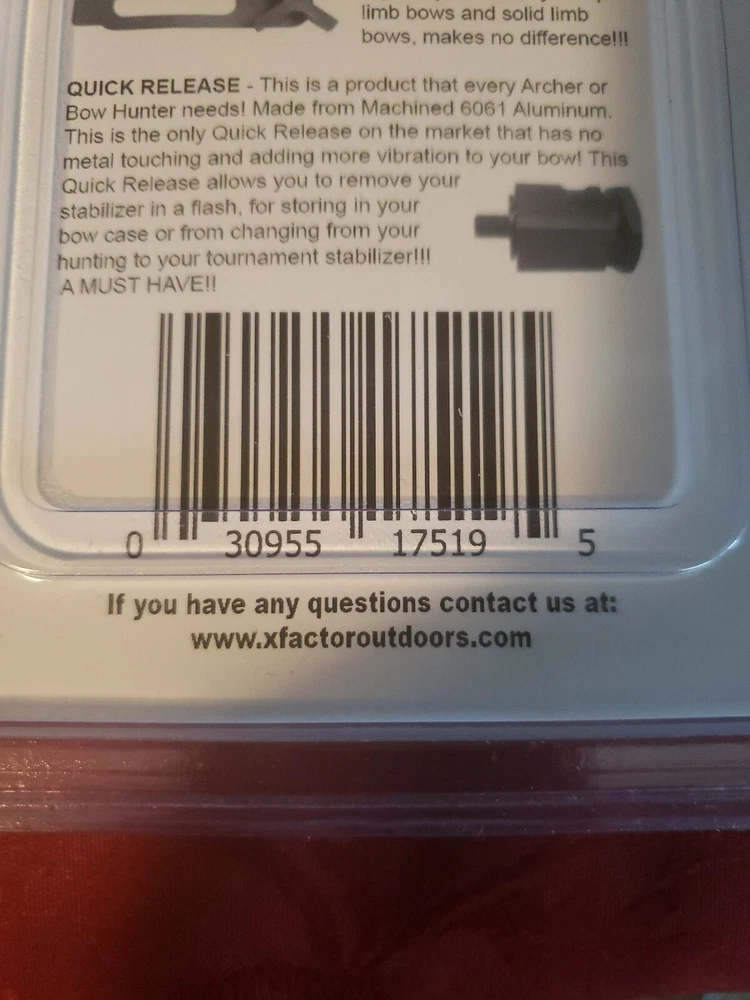 limb bows and solid limb
bows, makes no difference!!!
QUICK RELEASE - This is a product that every Archer or
Bow Hunter needs! Made from Machined 6061 Aluminum.
This is the only Quick Release on the market that has no
metal touching and adding more vibration to your bow! This
Quick Release allows you to remove your
stabilizer in a flash, for storing in your
bow case or from changing from your
hunting to your tournament stabilizer!!!
A MUST HAVE!!
0 30955 17519 5
If you have any questions contact us at:
www.xfactoroutdoors.com